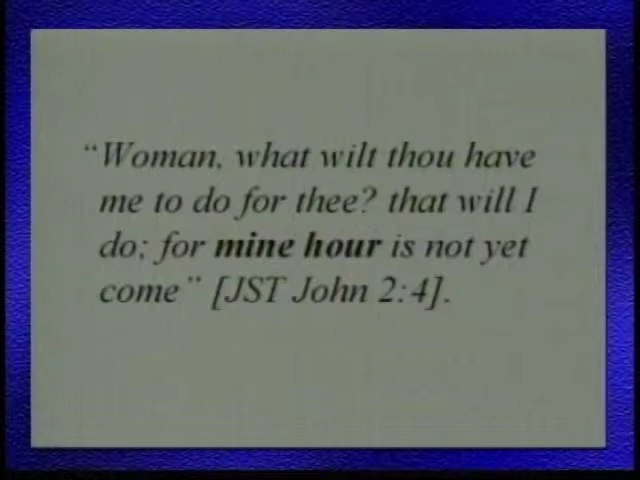 “Woman, what wilt thou have
me to do for thee? that will I
do; for mine hour is not yet
come” [JST John 2:4].